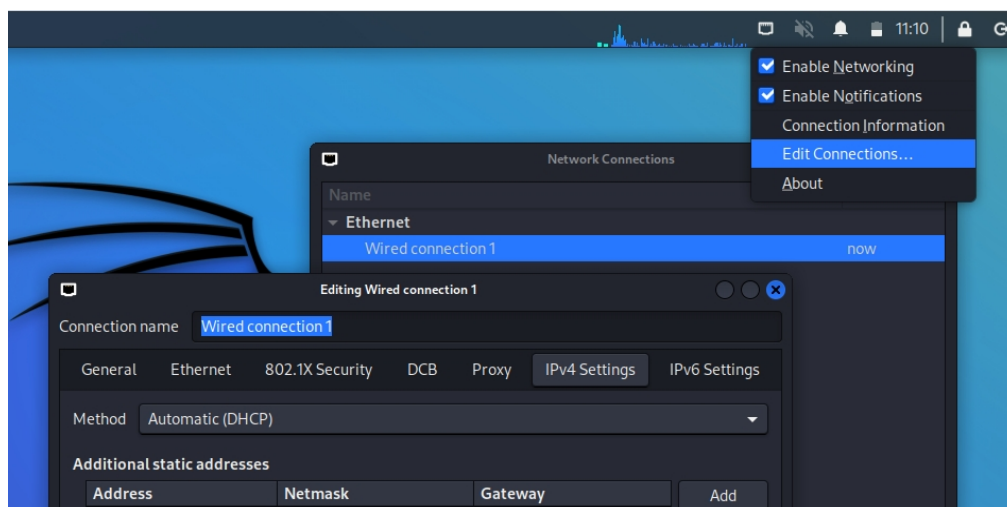 11:10
Enable Networking
Enable Notifications
Connection Information
Edit Connections...
About
Network Connections
Name
Ethernet
Wired connection 1 now
Editing Wired connection 1
Connection name Wired connection 1
General Ethernet 802.1X Security DCB Proxy IPv4 Settings IPv6 Settings
Method Automatic (DHCP)
Additional static addresses
Address Netmask Gateway Add